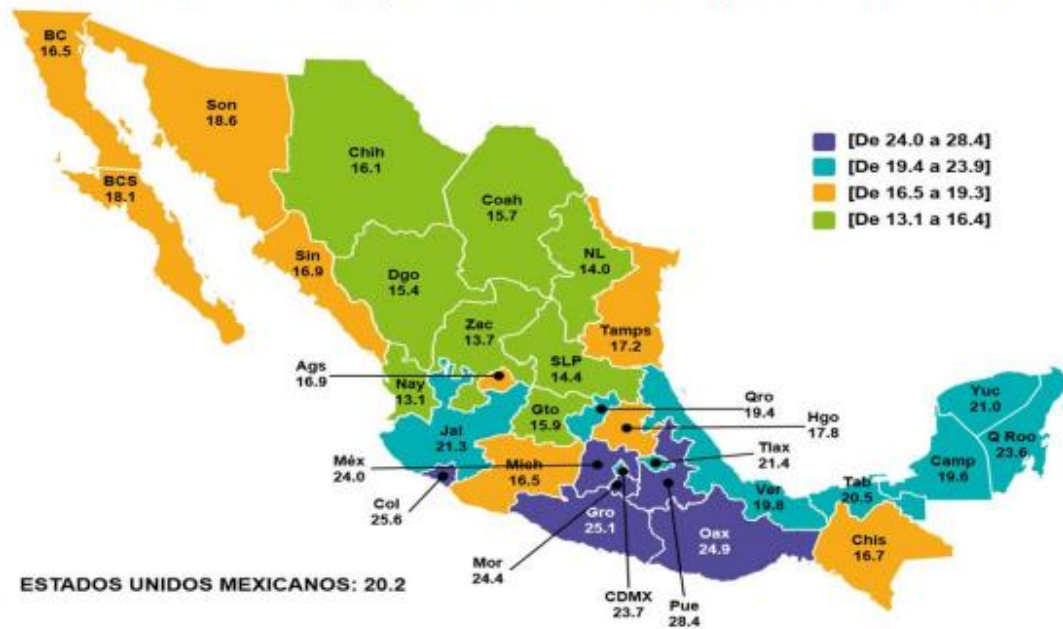 BC
16.5
Son
18.6
BCS
18.1
Chih
16.1
Coah
15.7
[De 24.0 a 28.4]
[De 19.4 a 23.9]
[De 16.5 a 19.3]
[De 13.1 a 16.4]
Sin
16.9
Dgo
15.4
NL
14.0
Zac
13.7
Tamps
17.2
Ags
16.9
Nay
13.1
SLP
14.4
Gto
15.9
Qro
19.4
Hgo
17.8
Jal
21.3
Tlax
21.4
Yuc
21.0
Q Roo
23.6
Camp
19.6
Méx
24.0
Mich
16.5
Col
25.6
Ver
19.8
Tab
20.5
Gro
25.1
Oax
24.9
Chis
16.7
Mor
24.4
CDMX
23.7
Pue
28.4
ESTADOS UNIDOS MEXICANOS: 20.2